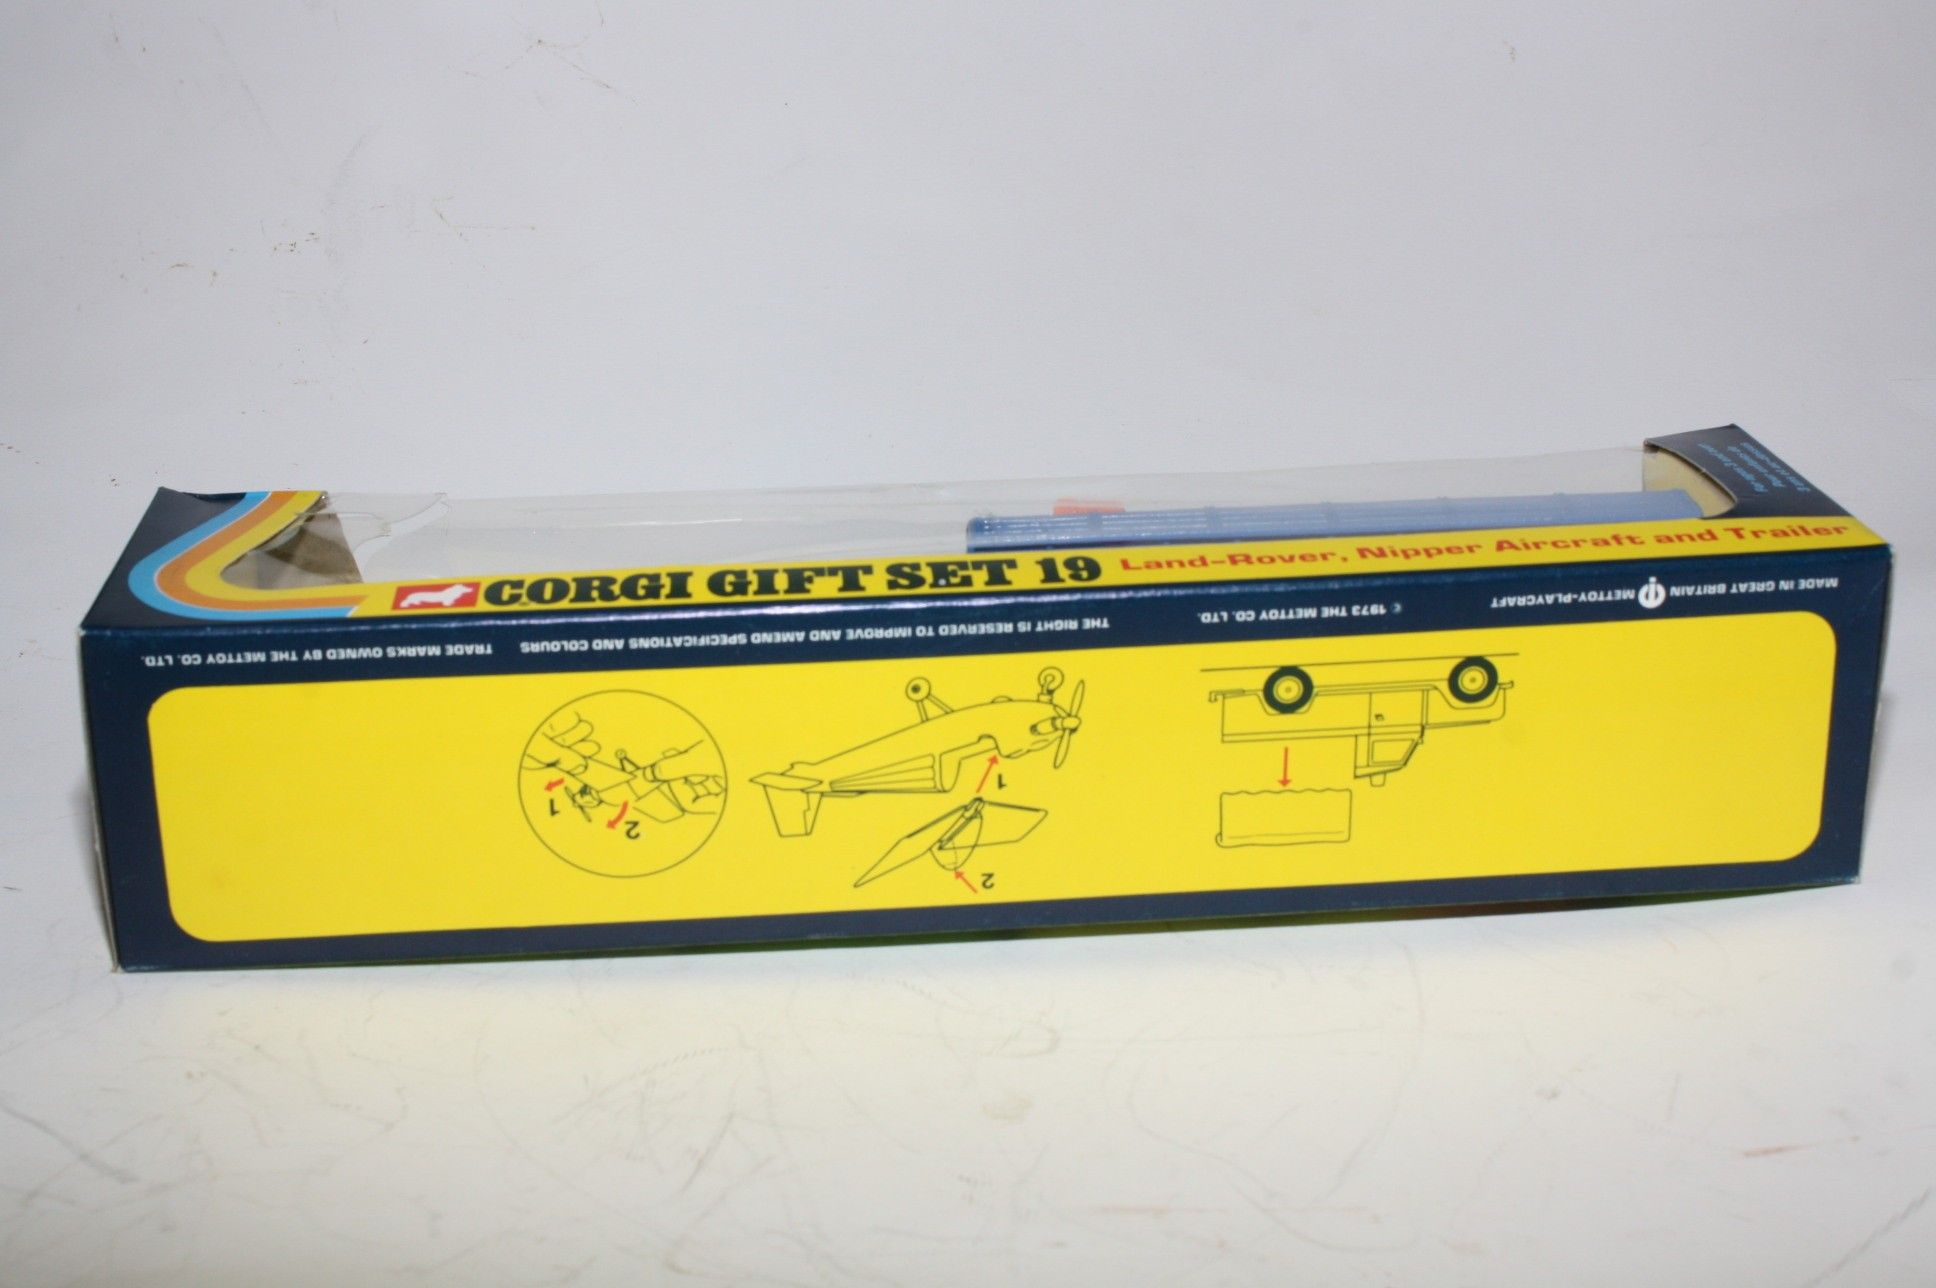 CORGI GIFT SET 19 Land-Rover, Nipper Aircraft and Trailer
MADE IN GREAT BRITAIN METTOY-PLAYCRAFT © 1973 THE METTOY CO. LTD. THE RIGHT IS RESERVED TO IMPROVE AND AMEND SPECIFICATIONS AND COLOURS TRADE MARKS OWNED BY THE METTOY CO. LTD.
1
2
1
2